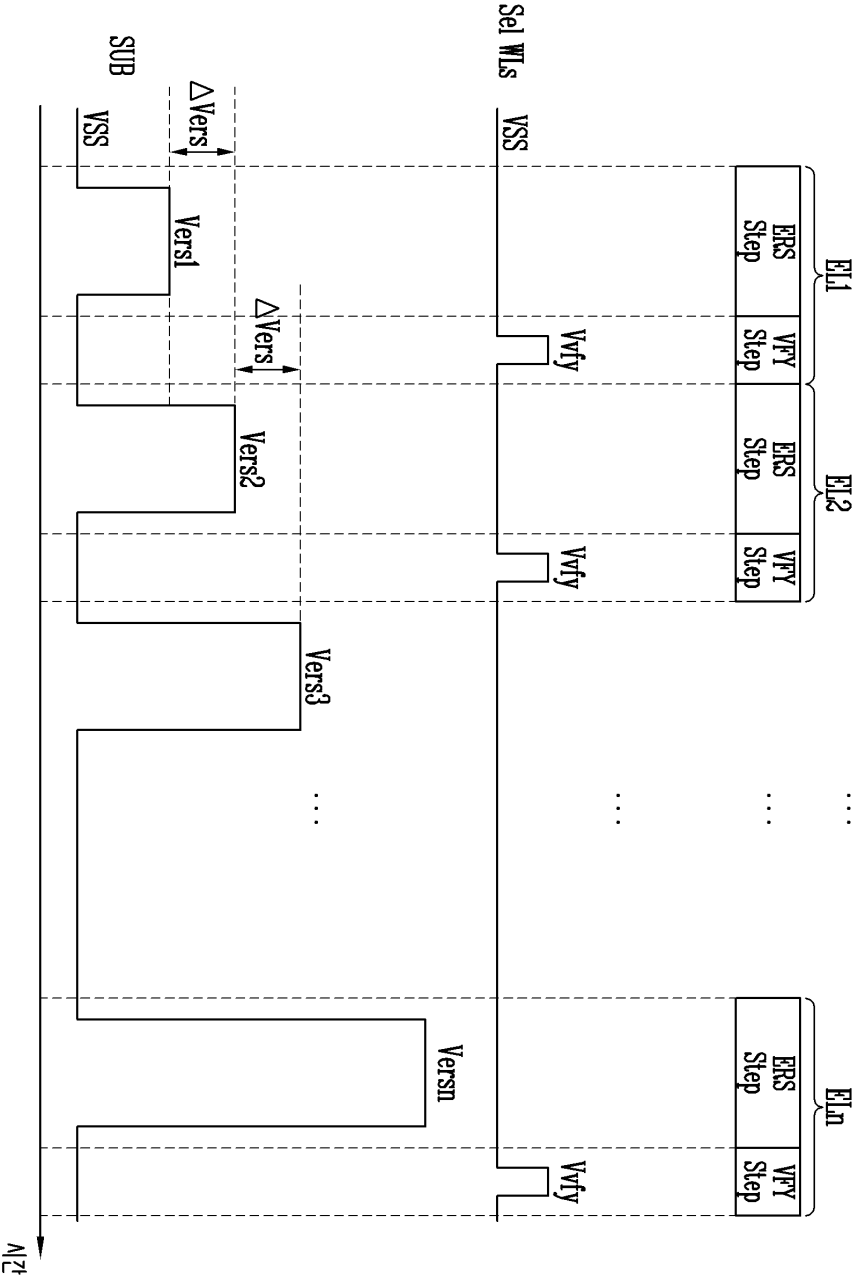 EL1
EL2
ELn
ERS
Step
VFY
Step
ERS
Step
VFY
Step
...
...
ERS
Step
VFY
Step
Sel WLs
VSS
Vvfy
Vvfy
...
Vvfy
△Vers
△Vers
SUB
VSS
Vers1
Vers2
Vers3
...
Versn
시간